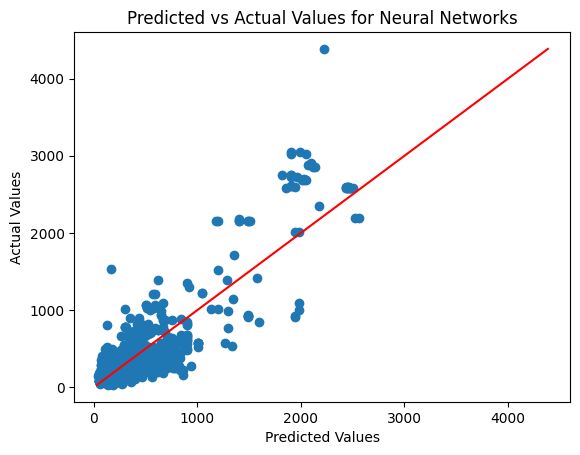 Predicted vs Actual Values for Neural Networks
4000
3000
2000
1000
0
Actual Values
0 1000 2000 3000 4000
Predicted Values